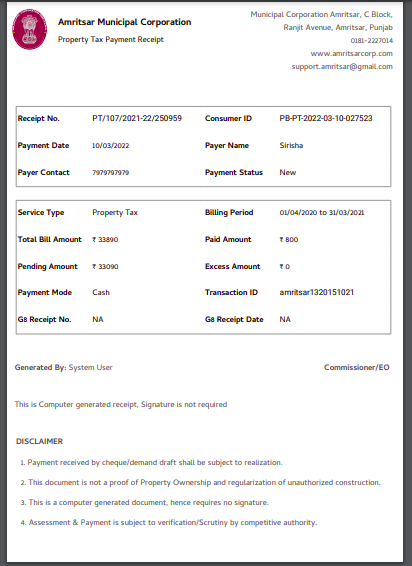 Amritsar Municipal Corporation
Property Tax Payment Receipt
Municipal Corporation Amritsar, C Block,
Ranjit Avenue, Amritsar, Punjab
0181-2227014
www.amritsarcorp.com
support.amritsar@gmail.com
Receipt No. PT/107/2021-22/250959 Consumer ID PB-PT-2022-03-10-027523
Payment Date 10/03/2022 Payer Name Sirisha
Payer Contact 7979797979 Payment Status New
Service Type Property Tax Billing Period 01/04/2020 to 31/03/2021
Total Bill Amount ₹ 33890 Paid Amount ₹ 800
Pending Amount ₹ 33090 Excess Amount ₹ 0
Payment Mode Cash Transaction ID amritsar1320151021
G8 Receipt No. NA G8 Receipt Date NA
Generated By: System User Commissioner/EO
This is Computer generated receipt, Signature is not required
DISCLAIMER
1. Payment received by cheque/demand draft shall be subject to realization.
2. This document is not a proof of Property Ownership and regularization of unauthorized construction.
3. This is a computer generated document, hence requires no signature.
4. Assessment & Payment is subject to verification/Scrutiny by competitive authority.